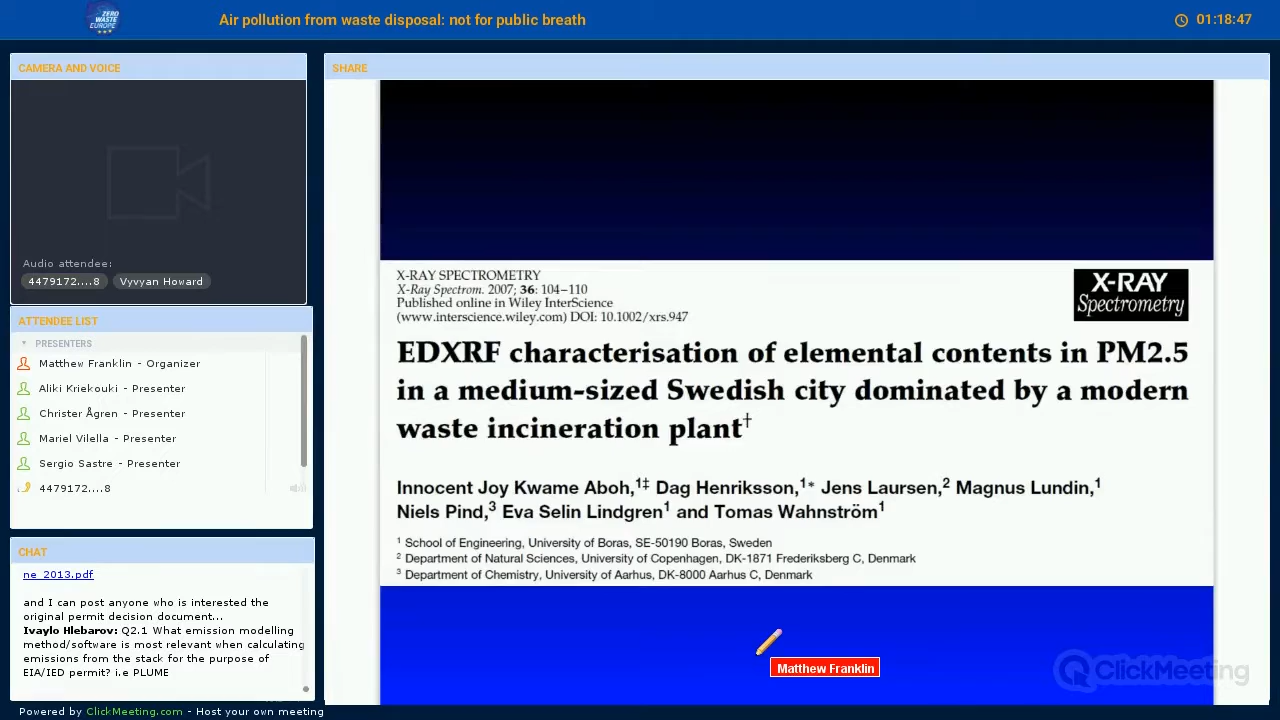 ZERO WASTE EUROPE
Air pollution from waste disposal: not for public breath
01:18:47
CAMERA AND VOICE
Audio attendee:
4479172....8 Vyvyan Howard
ATTENDEE LIST
PRESENTERS
Matthew Franklin - Organizer
Aliki Kriekouki - Presenter
Christer Ågren - Presenter
Mariel Vilella - Presenter
Sergio Sastre - Presenter
4479172....8
CHAT
ne_2013.pdf
and I can post anyone who is interested the
original permit decision document...
Ivaylo Hlebarov: Q2.1 What emission modelling
method/software is most relevant when calculating
emissions from the stack for the purpose of
EIA/IED permit? i.e PLUME
Powered by ClickMeeting.com - Host your own meeting
SHARE
X-RAY SPECTROMETRY
X-Ray Spectrom. 2007; 36: 104–110
Published online in Wiley InterScience
(www.interscience.wiley.com) DOI: 10.1002/xrs.947
X-RAY
Spectrometry
EDXRF characterisation of elemental contents in PM2.5
in a medium-sized Swedish city dominated by a modern
waste incineration plant†
Innocent Joy Kwame Aboh,1‡ Dag Henriksson,1* Jens Laursen,2 Magnus Lundin,1
Niels Pind,3 Eva Selin Lindgren1 and Tomas Wahnström1
1 School of Engineering, University of Boras, SE-50190 Boras, Sweden
2 Department of Natural Sciences, University of Copenhagen, DK-1871 Frederiksberg C, Denmark
3 Department of Chemistry, University of Aarhus, DK-8000 Aarhus C, Denmark
Matthew Franklin
ClickMeeting